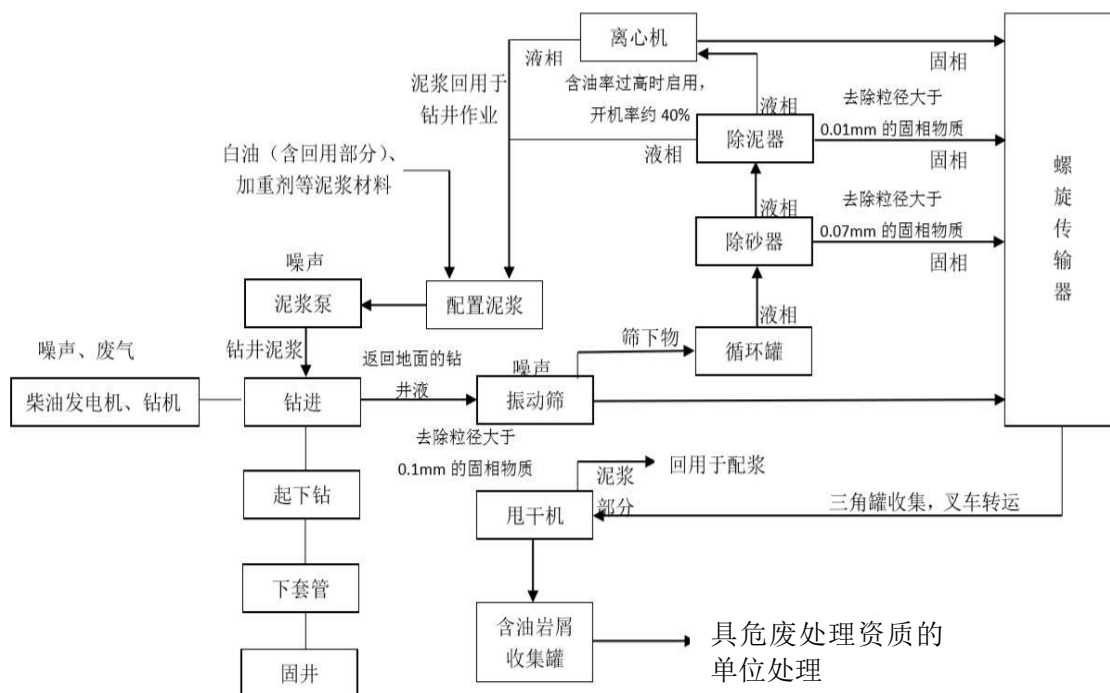 离心机
液相
固相
泥浆回用于
钻井作业
含油率过高时启用，
开机率约 40%
液相
去除粒径大于
0.01mm 的固相物质
除泥器
液相
固相
白油（含回用部分）、
加重剂等泥浆材料
液相
去除粒径大于
0.07mm 的固相物质
除砂器
固相
螺旋传输器
噪声
泥浆泵
配置泥浆
液相
筛下物
循环罐
噪声、废气
钻井泥浆
返回地面的钻
井液
噪声
柴油发电机、钻机
钻进
振动筛
去除粒径大于
0.1mm 的固相物质
泥浆
部分
回用于配浆
起下钻
甩干机
三角罐收集，叉车转运
下套管
含油岩屑
收集罐
具危废处理资质的
单位处理
固井